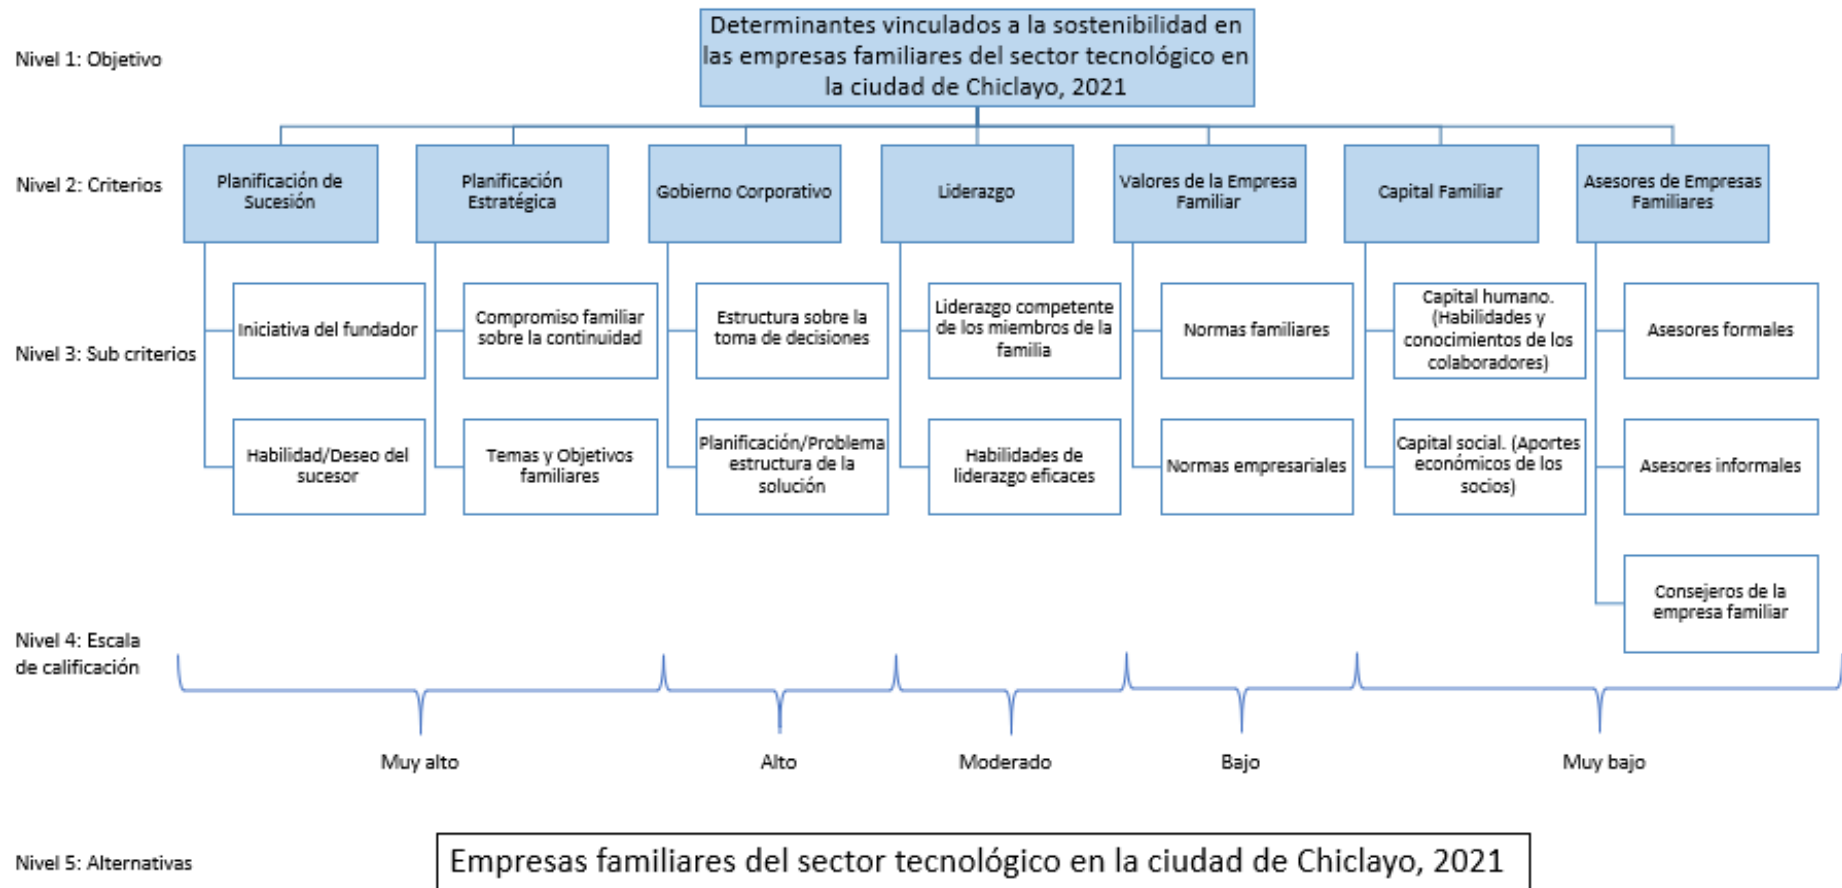 Determinantes vinculados a la sostenibilidad en
las empresas familiares del sector tecnológico en
la ciudad de Chiclayo, 2021
Nivel 1: Objetivo
Nivel 2: Criterios
Planificación de
Sucesión
Planificación
Estratégica
Gobierno Corporativo
Liderazgo
Valores de la Empresa
Familiar
Capital Familiar
Asesores de Empresas
Familiares
Nivel 3: Sub criterios
Iniciativa del fundador
Compromiso familiar
sobre la continuidad
Estructura sobre la
toma de decisiones
Liderazgo competente
de los miembros de la
familia
Normas familiares
Capital humano.
(Habilidades y
conocimientos de los
colaboradores)
Asesores formales
Habilidad/Deseo del
sucesor
Temas y Objetivos
familiares
Planificación/Problema
estructura de la
solución
Habilidades de
liderazgo eficaces
Normas empresariales
Capital social. (Aportes
económicos de los
socios)
Asesores informales
Consejeros de la
empresa familiar
Nivel 4: Escala
de calificación
Muy alto
Alto
Moderado
Bajo
Muy bajo
Nivel 5: Alternativas
Empresas familiares del sector tecnológico en la ciudad de Chiclayo, 2021